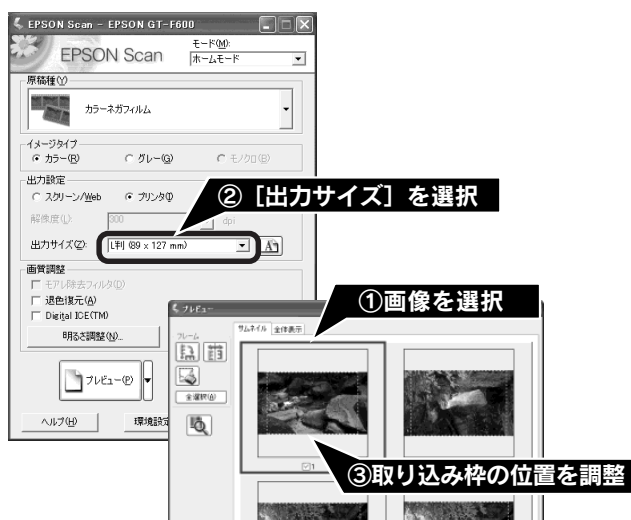 EPSON Scan - EPSON GT-F600
EPSON Scan
モード(M):
ホームモード
原稿種(Y)
カラーネガフィルム
イメージタイプ
カラー(R)
グレー(G)
モノクロ(B)
出力設定
スクリーン/Web
プリンタ(I)
②［出力サイズ］を選択
解像度(L):
300
dpi
出力サイズ(Z):
L判 (89 x 127 mm)
画質調整
モアレ除去フィルタ(D)
退色復元(A)
Digital ICE(TM)
明るさ調整(N)...
プレビュー(P)
ヘルプ(H)
環境設定
プレビュー
①画像を選択
フレーム
サムネイル
全体表示
全選択(A)
1
③取り込み枠の位置を調整